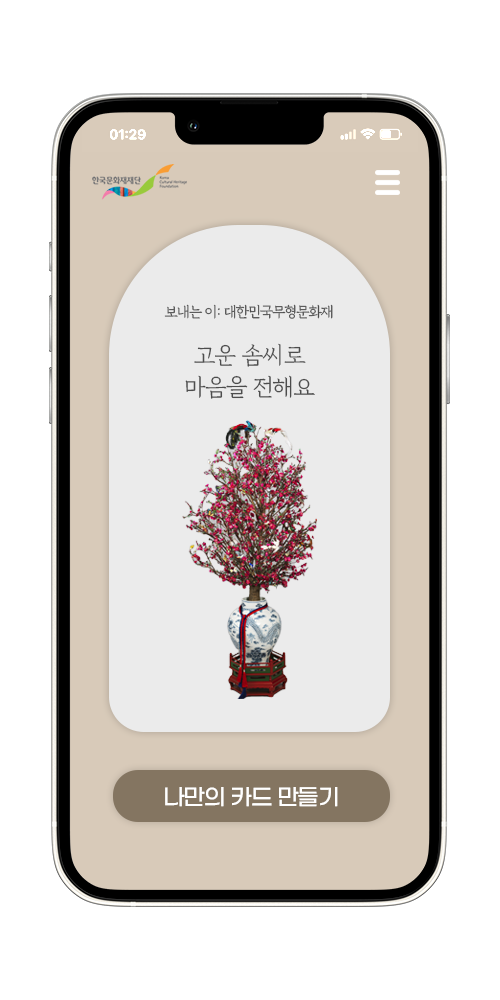 01:29
한국문화재재단
Korea
Cultural Heritage
Foundation
보내는 이: 대한민국무형문화재
고운 솜씨로
마음을 전해요
나만의 카드 만들기